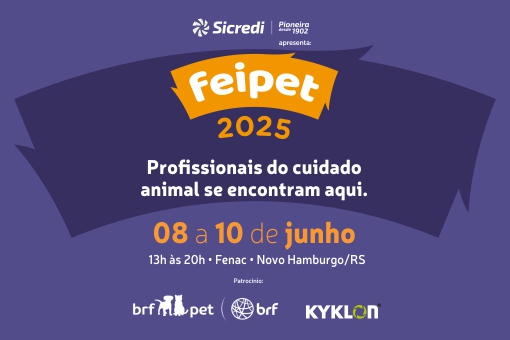 Sicredi | Pioneira
desde 1902
apresenta:
Feipet
2025
Profissionais do cuidado
animal se encontram aqui.
08 a 10 de junho
13h às 20h • Fenac • Novo Hamburgo/RS
Patrocínio:
brf pet brf KYKLON